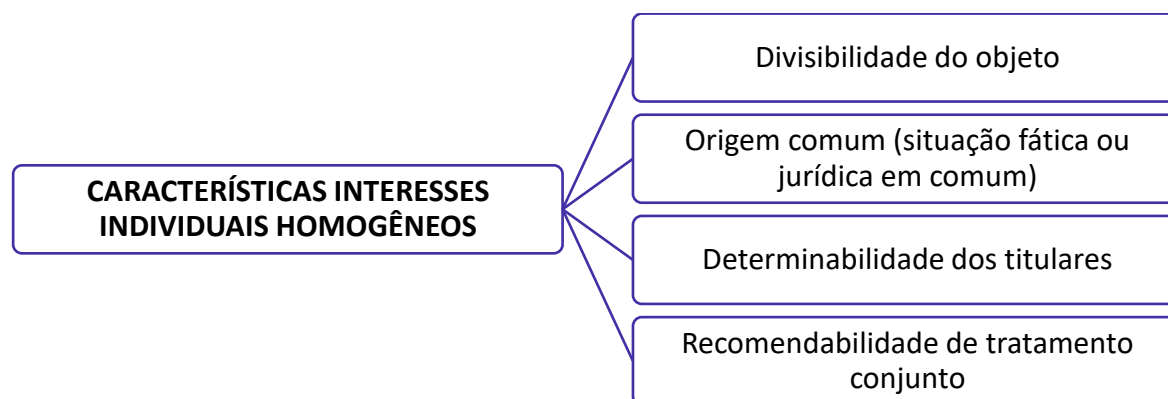 CARACTERÍSTICAS INTERESSES
INDIVIDUAIS HOMOGÊNEOS
Divisibilidade do objeto
Origem comum (situação fática ou
jurídica em comum)
Determinabilidade dos titulares
Recomendabilidade de tratamento
conjunto